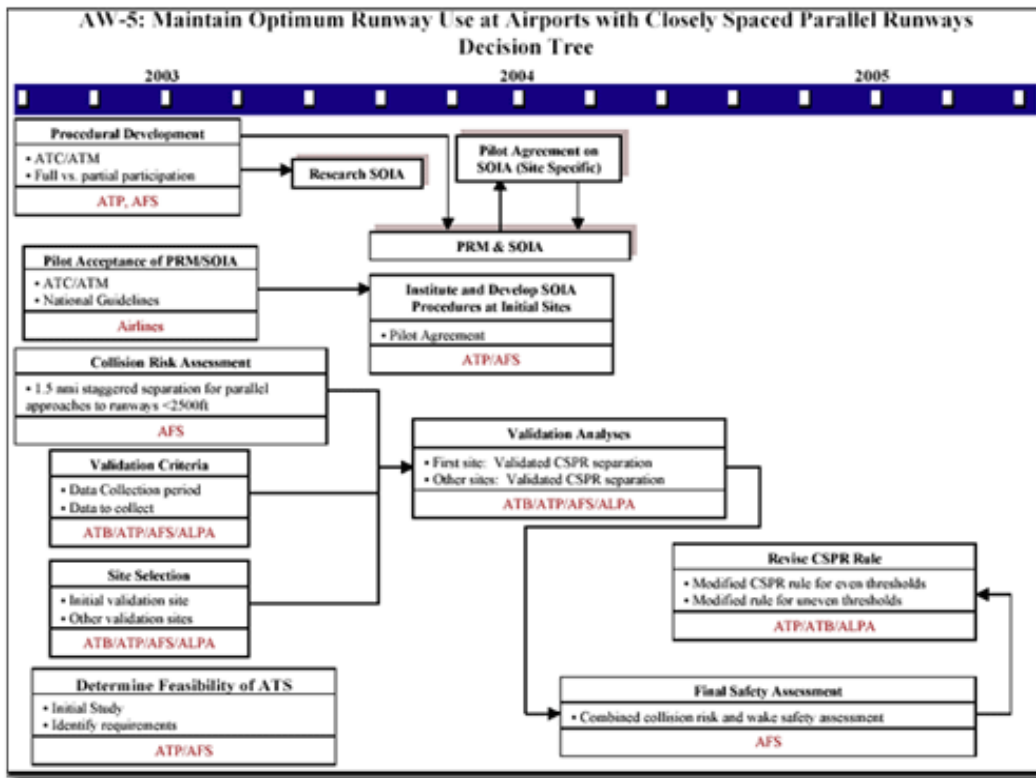 AW-5: Maintain Optimum Runway Use at Airports with Closely Spaced Parallel Runways
Decision Tree
2003
2004
2005
Procedural Development
• ATC/ATM
• Full vs. partial participation
ATP, AFS
Research SOIA
Pilot Agreement on
SOIA (Site Specific)
PRM & SOIA
Pilot Acceptance of PRM/SOIA
• ATC/ATM
• National Guidelines
Airlines
Institute and Develop SOIA
Procedures at Initial Sites
• Pilot Agreement
ATP/AFS
Collision Risk Assessment
• 1.5 nmi staggered separation for parallel
approaches to runways <2500ft
AFS
Validation Criteria
• Data Collection period
• Data to collect
ATB/ATP/AFS/ALPA
Validation Analyses
• First site: Validated CSPR separation
• Other sites: Validated CSPR separation
ATB/ATP/AFS/ALPA
Site Selection
• Initial validation site
• Other validation sites
ATB/ATP/AFS/ALPA
Revise CSPR Rule
• Modified CSPR rule for even thresholds
• Modified rule for uneven thresholds
ATP/ATB/ALPA
Determine Feasibility of ATS
• Initial Study
• Identify requirements
ATP/AFS
Final Safety Assessment
• Combined collision risk and wake safety assessment
AFS